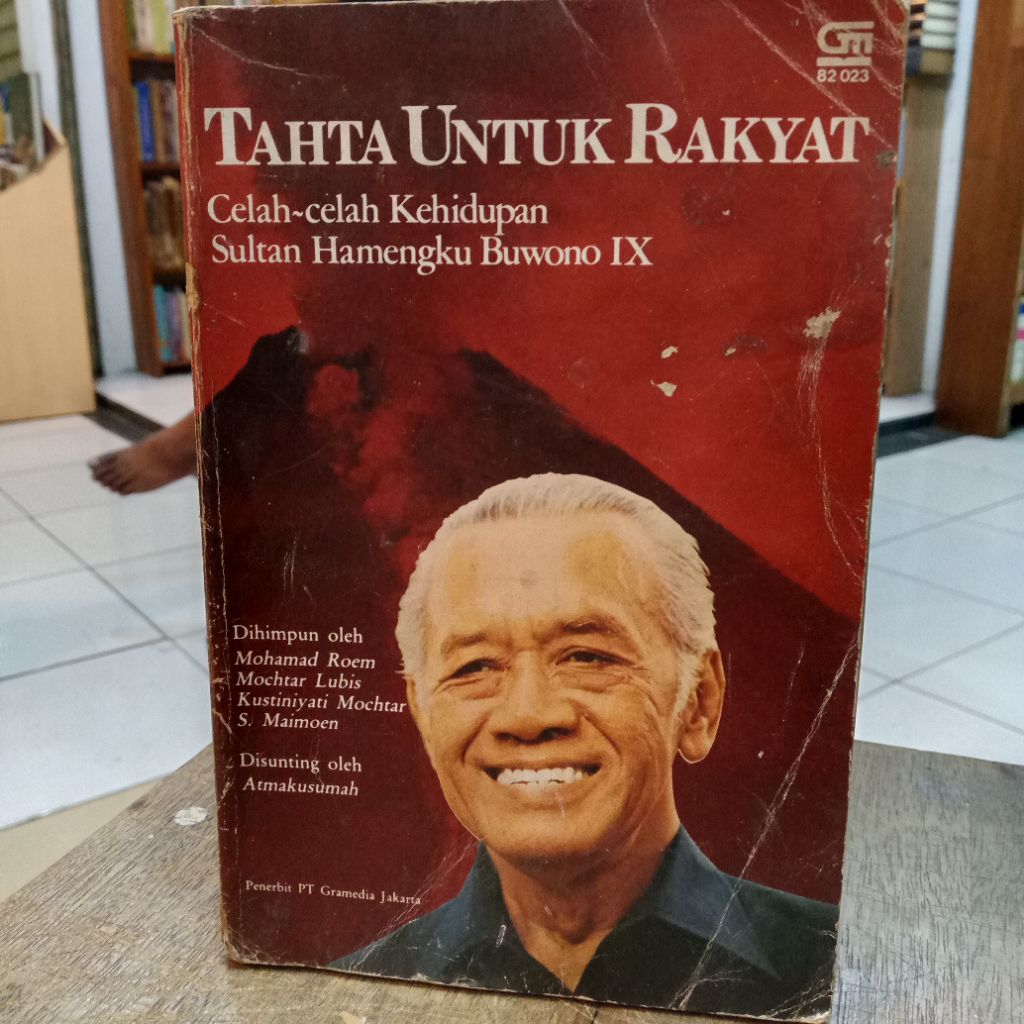 Gm
82 023
TAHTA UNTUK RAKYAT
Celah~celah Kehidupan
Sultan Hamengku Buwono IX
Dihimpun oleh
Mohamad Roem
Mochtar Lubis
Kustiniyati Mochtar
S. Maimoen
Disunting oleh
Atmakusumah
Penerbit PT Gramedia Jakarta